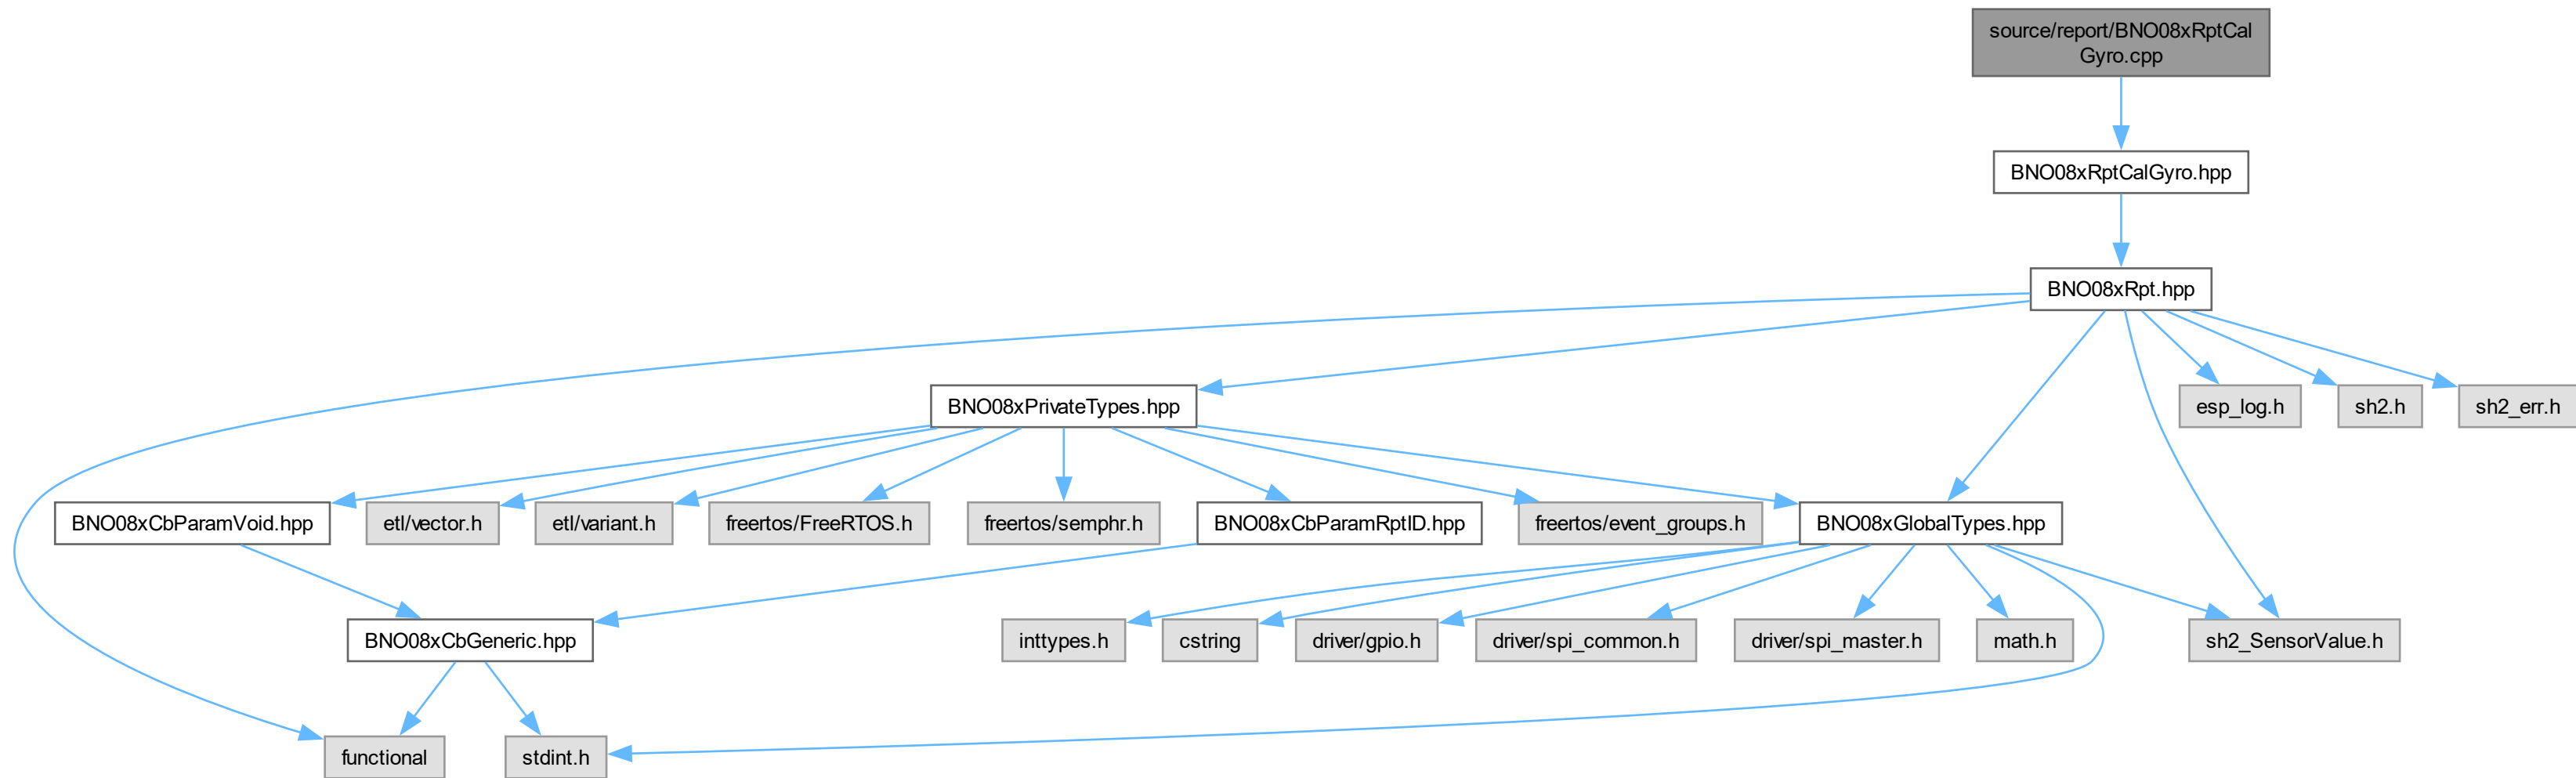 source/report/BNO08xRptCal
Gyro.cpp
BNO08xRptCalGyro.hpp
BNO08xRpt.hpp
BNO08xPrivateTypes.hpp
esp_log.h
sh2.h
sh2_err.h
BNO08xCbParamVoid.hpp
etl/vector.h
etl/variant.h
freertos/FreeRTOS.h
freertos/semphr.h
BNO08xCbParamRptID.hpp
freertos/event_groups.h
BNO08xGlobalTypes.hpp
BNO08xCbGeneric.hpp
inttypes.h
cstring
driver/gpio.h
driver/spi_common.h
driver/spi_master.h
math.h
sh2_SensorValue.h
functional
stdint.h